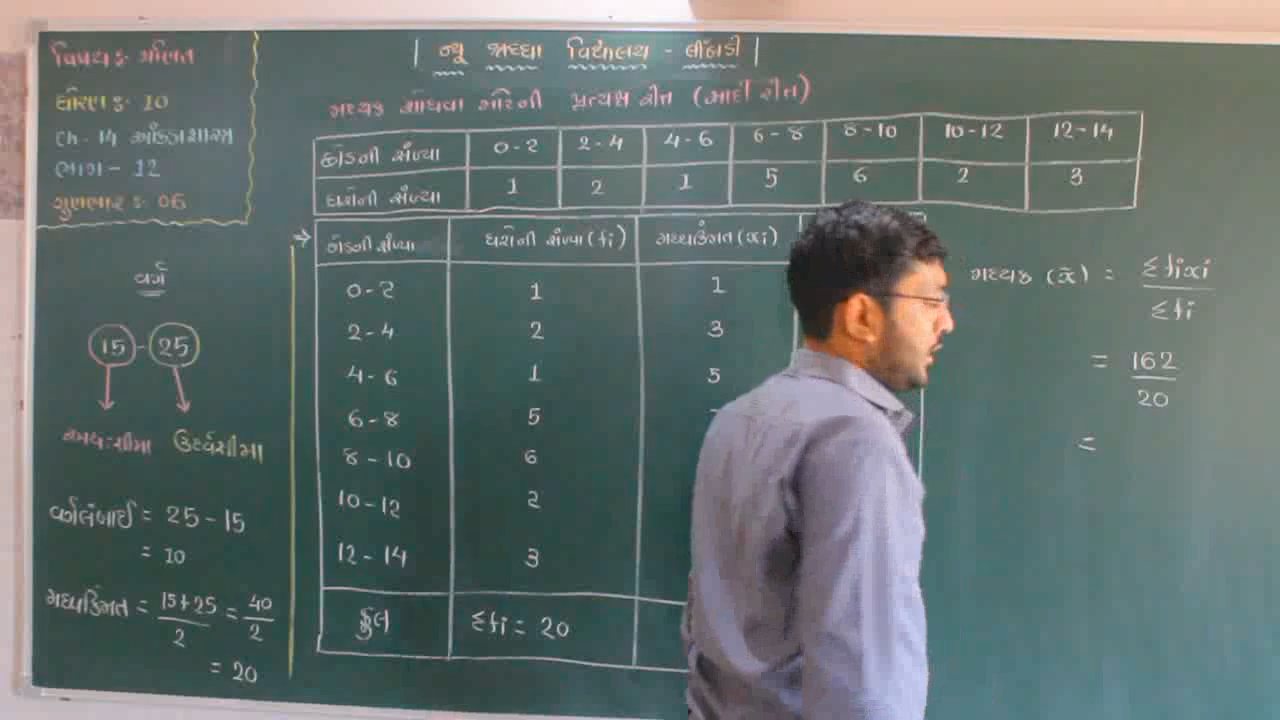 | ન્યૂ શ્રધ્ધા વિદ્યાલય - લીંબડી |
વિષય : ગણિત
ધોરણ : 10
Ch - 14 આંકડાશાસ્ત્ર
ભાગ - 12
ગુણભાર : 06
મધ્યક શોધવા માટેની પ્રત્યક્ષ રીત (સાદી રીત)
છોડની સંખ્યા 0-2 2-4 4-6 6-8 8-10 10-12 12-14
ઘરોની સંખ્યા 1 2 1 5 6 2 3
વર્ગ
15 - 25
અધઃસીમા ઉર્ધ્વસીમા
વર્ગલંબાઈ = 25 - 15
= 10
મધ્યકિંમત = 15+25/2 = 40/2
= 20
→ છોડની સંખ્યા ઘરોની સંખ્યા (fi) મધ્યકિંમત (xi)
0-2 1 1
2-4 2 3
4-6 1 5
6-8 5
8-10 6
10-12 2
12-14 3
કુલ Σfi = 20
મધ્યક (x̄) = Σfixi/Σfi
= 162/20
=